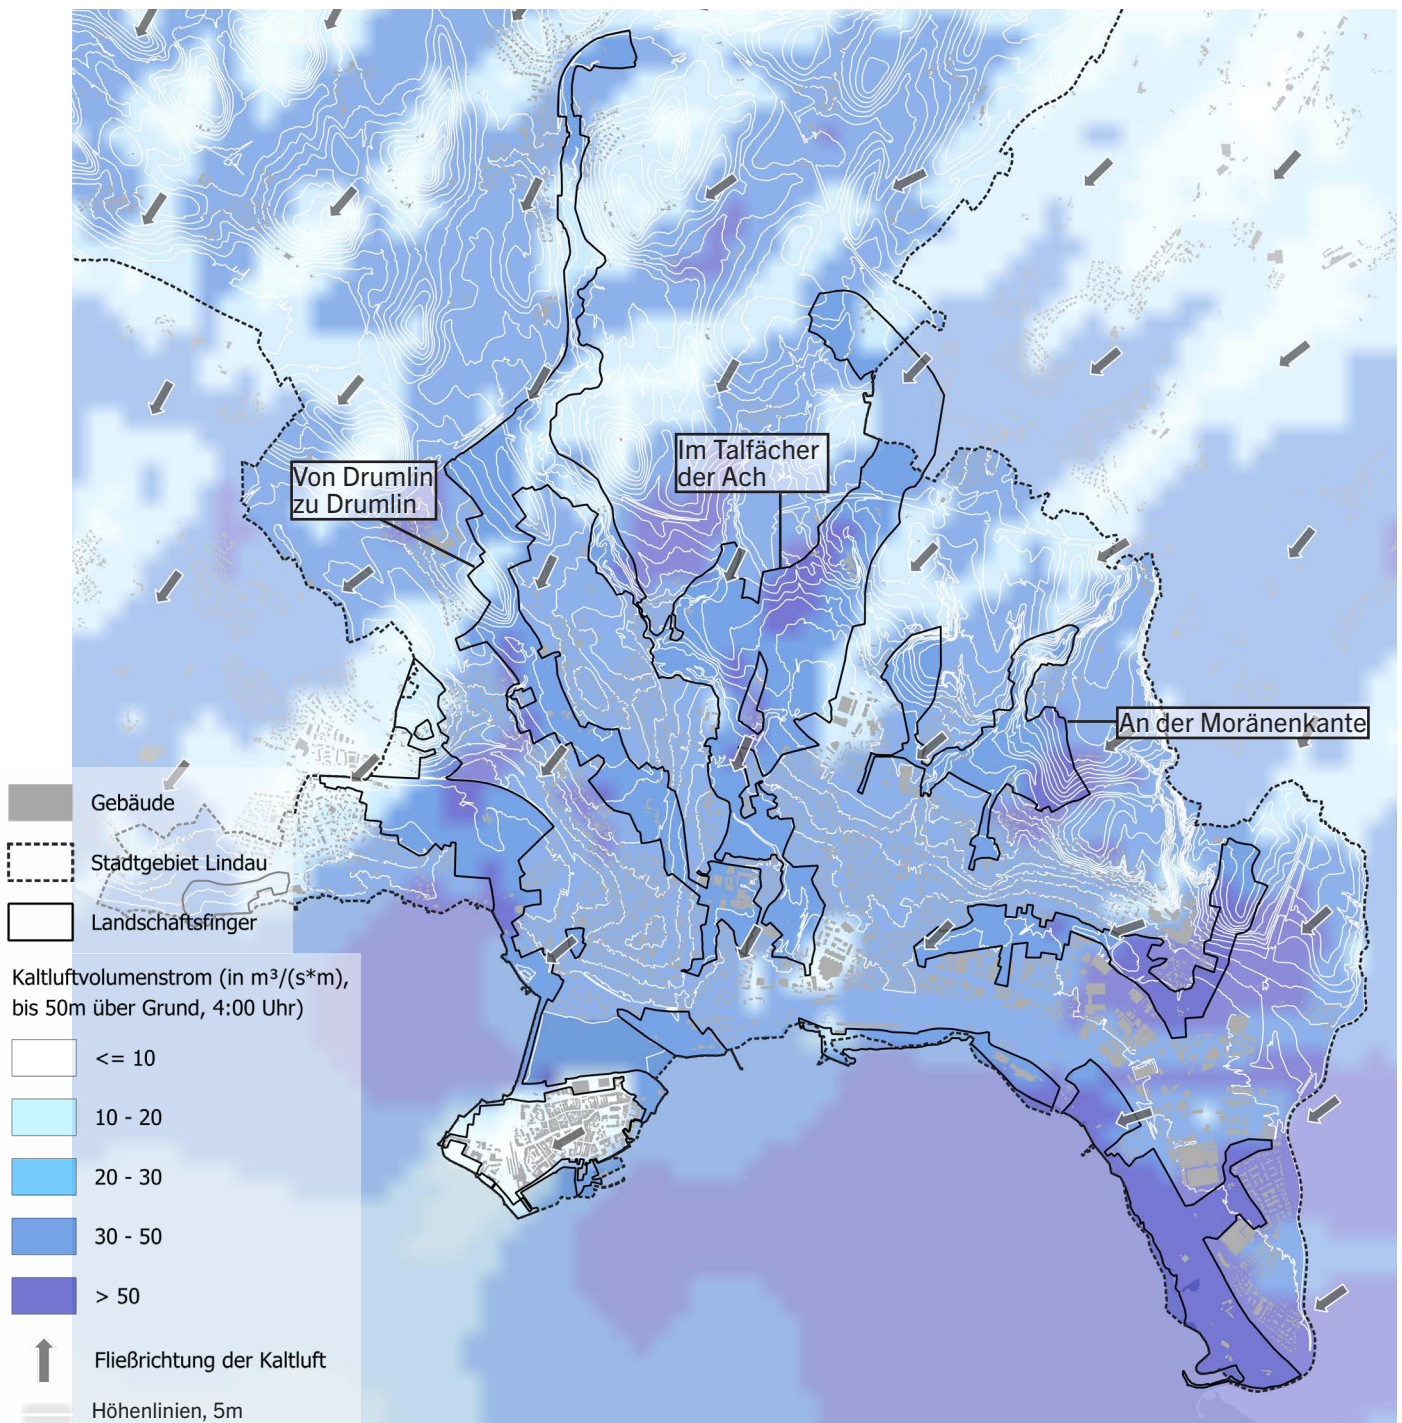 Von Drumlin
zu Drumlin
Im Talfächer
der Ach
An der Moränenkante
Gebäude
Stadtgebiet Lindau
Landschaftsfinger
Kaltluftvolumenstrom (in m³/(s*m),
bis 50m über Grund, 4:00 Uhr)
<= 10
10 - 20
20 - 30
30 - 50
> 50
Fließrichtung der Kaltluft
Höhenlinien, 5m